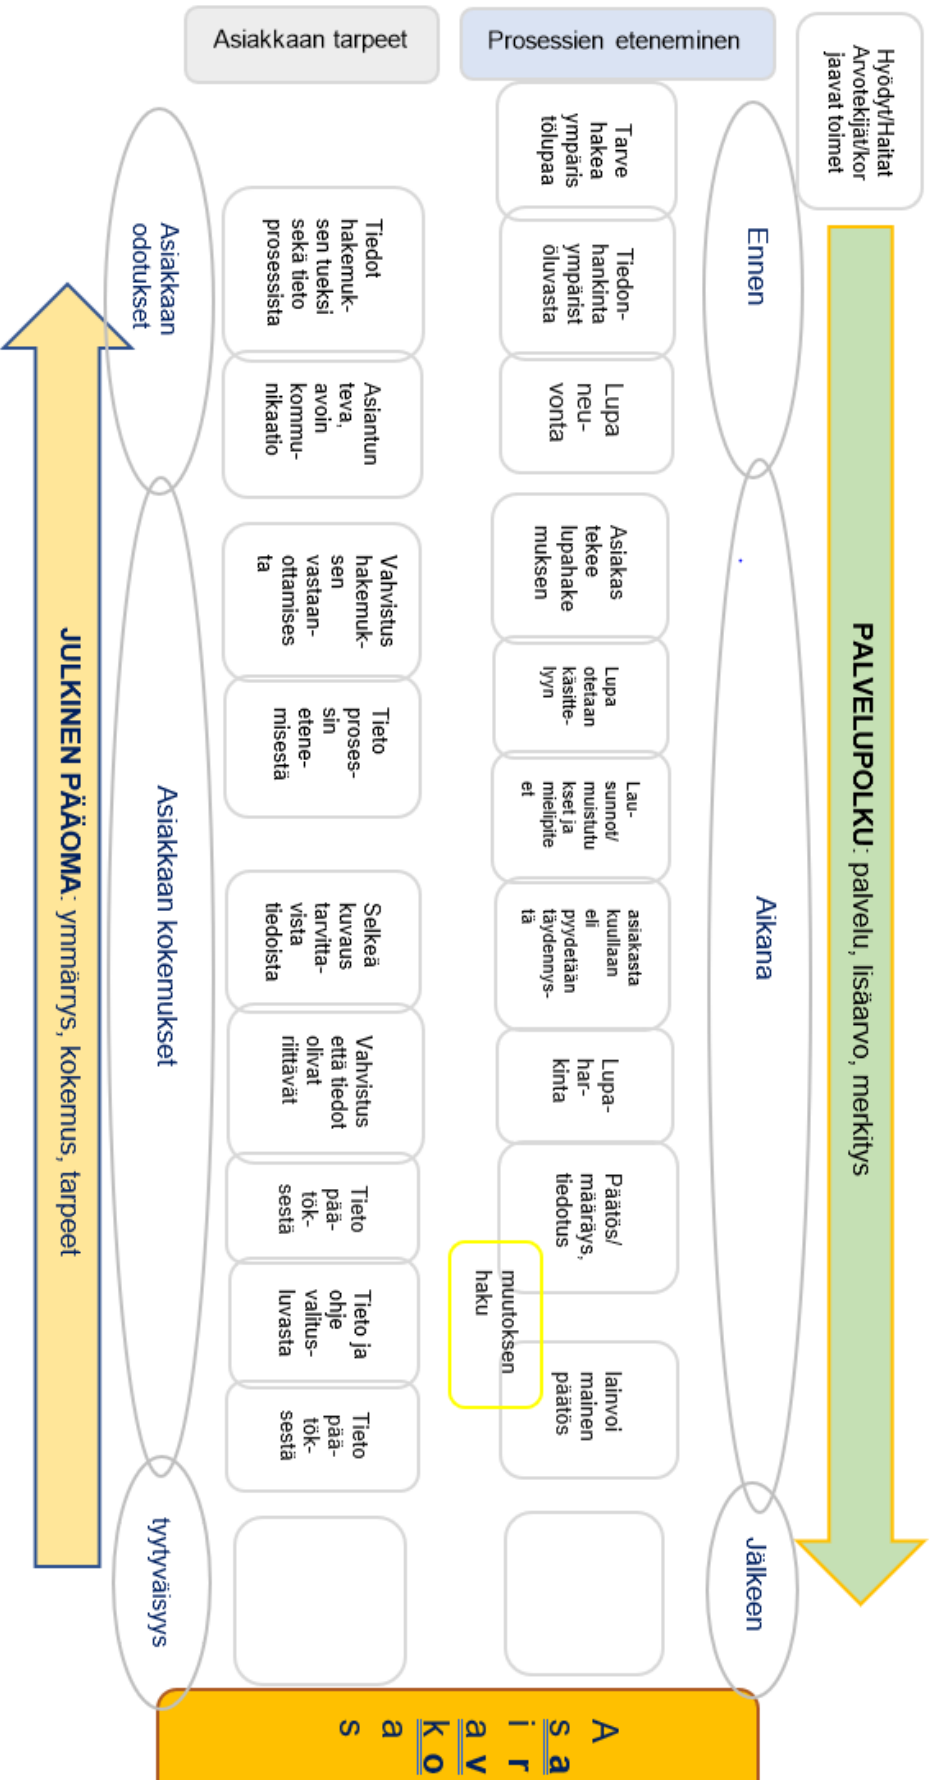 Asiakkaan tarpeet
Prosessien eteneminen
Hyödyt/Haitat
Arvotekijät/kor
jaavat toimet
PALVELUPOLKU: palvelu, lisäarvo, merkitys
Ennen
Aikana
Jälkeen
Tarve
hakea
ympäris
tölupaa
Tiedon-
hankinta
ympärist
öluvasta
Lupa
neu-
vonta
Asiakas
tekee
lupahake
muksen
Lupa
otetaan
käsitte-
lyyn
Lau-
sunnot/
muistutu
kset ja
mielipite
et
asiakasta
kuullaan
eli
pyydetään
täydennys-
tä
Lupa-
har-
kinta
Päätös/
määräys,
tiedotus
muutoksen
haku
lainvoi
mainen
päätös
Tiedot
hakemuk-
sen tueksi
sekä tieto
prosessista
Asiantun
teva,
avoin
kommu-
nikaatio
Vahvistus
hakemuk-
sen
vastaan-
ottamises
ta
Tieto
proses-
sin
etene-
misestä
Selkeä
kuvaus
tarvitta-
vista
tiedoista
Vahvistus
että tiedot
olivat
riittävät
Tieto
pää-
tök-
sestä
Tieto ja
ohje
valitus-
luvasta
Tieto
pää-
tök-
sestä
Asiakkaan
odotukset
Asiakkaan kokemukset
tyytyväisyys
JULKINEN PÄÄOMA: ymmärrys, kokemus, tarpeet
A
s a
i r
a v
k o
a
s